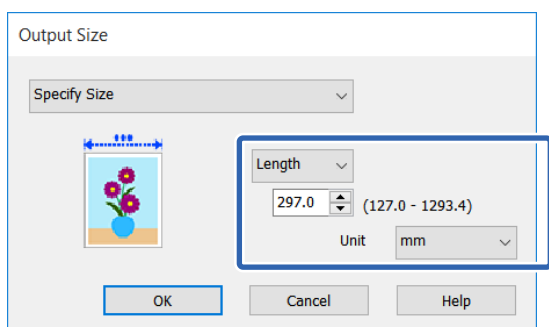 Output Size
Specify Size
Length
297.0 (127.0 - 1293.4)
Unit mm
OK Cancel Help